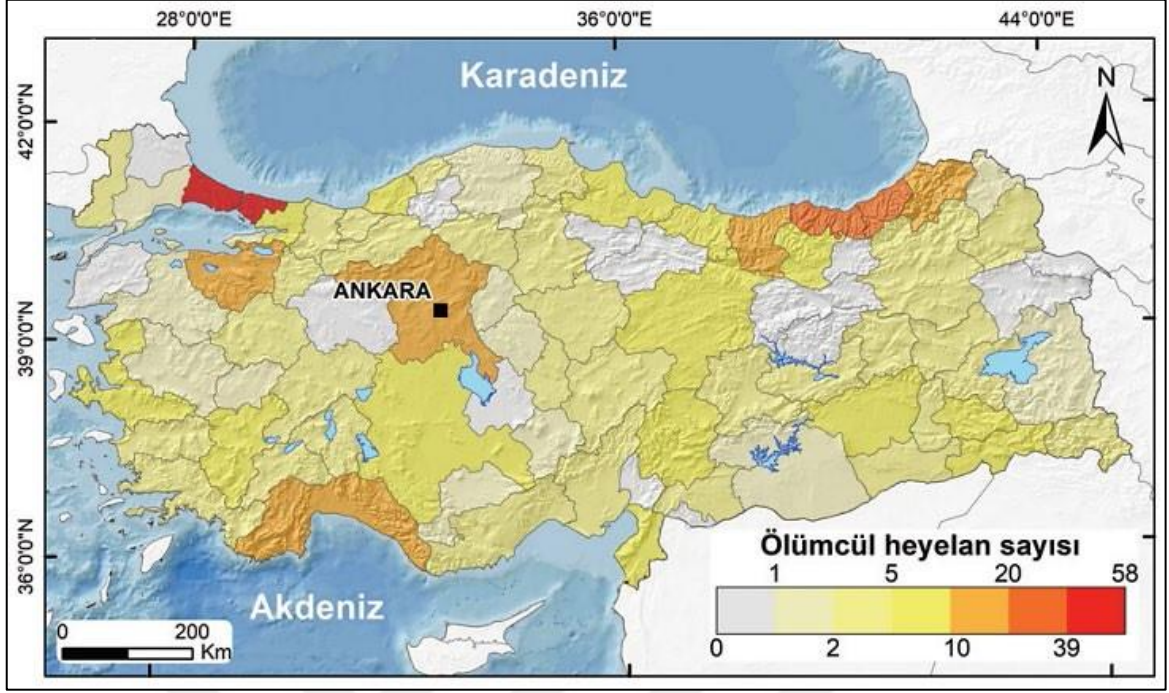 28°0'0"E 36°0'0"E 44°0'0"E
42°0'0"N
39°0'0"N
36°0'0"N
Karadeniz
N
ANKARA
Akdeniz
0 200
Km
Ölümcül heyelan sayısı
1 5 20 58
0 2 10 39